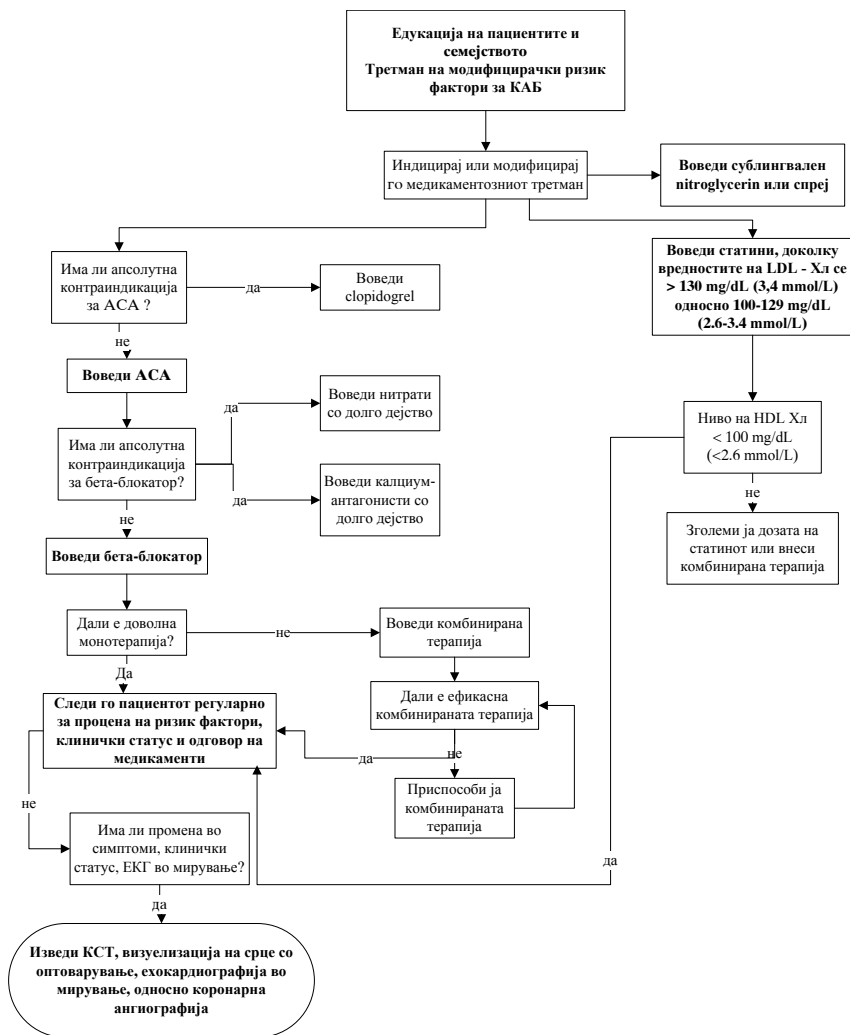 Едукација на пациентите и
семејството
Третман на модифицирачки ризик
фактори за КАБ
Индицирај или модифицирај
го медикаментозниот третман
Воведи сублингвален
nitroglycerin или спреј
Има ли апсолутна
контраиндикација
за АСА ?
да
Воведи
clopidogrel
Воведи статини, доколку
вредностите на LDL - Хл се
> 130 mg/dL (3,4 mmol/L)
односно 100-129 mg/dL
(2.6-3.4 mmol/L)
не
Воведи АСА
да
Воведи нитрати
со долго дејство
Ниво на HDL Хл
< 100 mg/dL
(<2.6 mmol/L)
Има ли апсолутна
контраиндикација
за бета-блокатор?
да
Воведи калциум-
антагонисти со
долго дејство
не
не
Зголеми ја дозата на
статинот или внеси
комбинирана терапија
Воведи бета-блокатор
Дали е доволна
монотерапија?
не
Воведи комбинирана
терапија
Да
Следи го пациентот регуларно
за процена на ризик фактори,
клинички статус и одговор на
медикаменти
Дали е ефикасна
комбинираната терапија
да
не
Приспособи ја
комбинираната
терапија
не
Има ли промена во
симптоми, клинички
статус, ЕКГ во мирување?
да
да
Изведи КСТ, визуелизација на срце со
оптоварување, ехокардиографија во
мирување, односно коронарна
ангиографија